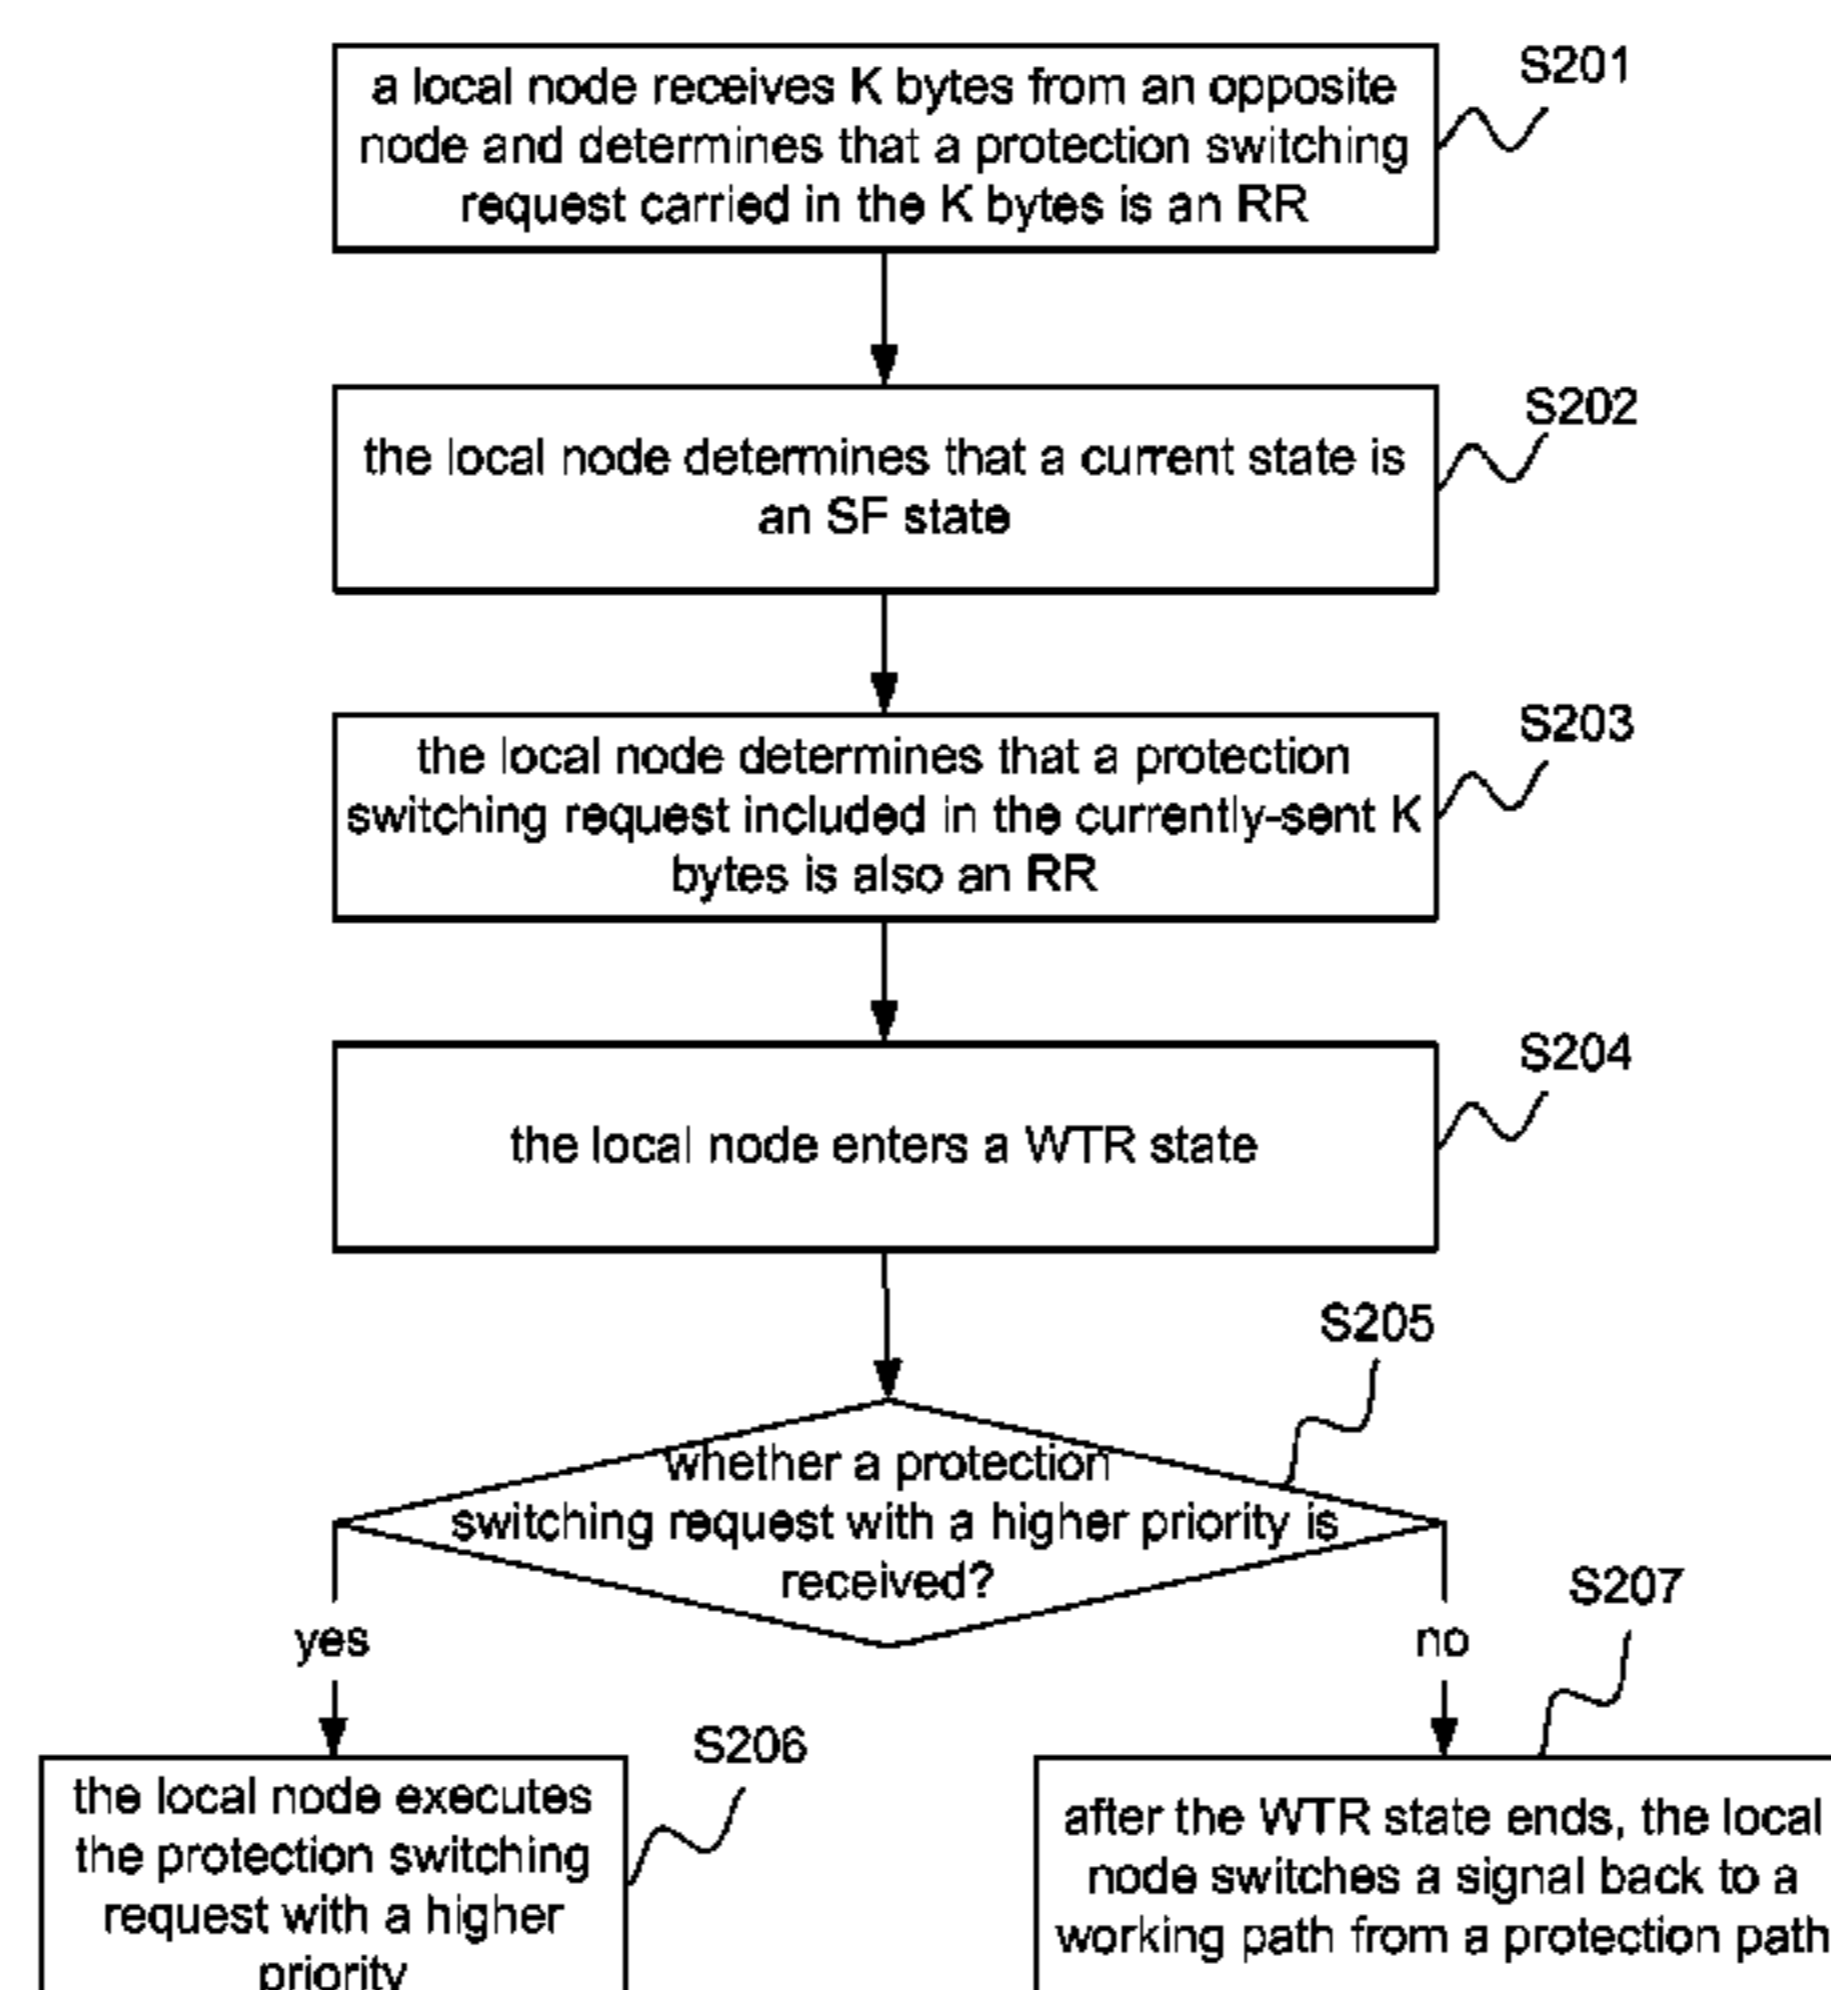 S201
a local node receives K bytes from an opposite
node and determines that a protection switching
request carried in the K bytes is an RR
S202
the local node determines that a current state is
an SF state
S203
the local node determines that a protection
switching request included in the currently-sent K
bytes is also an RR
S204
the local node enters a WTR state
S205
whether a protection
switching request with a higher priority is
received?
yes
no
S206
the local node executes
the protection switching
request with a higher
priority
S207
after the WTR state ends, the local
node switches a signal back to a
working path from a protection path